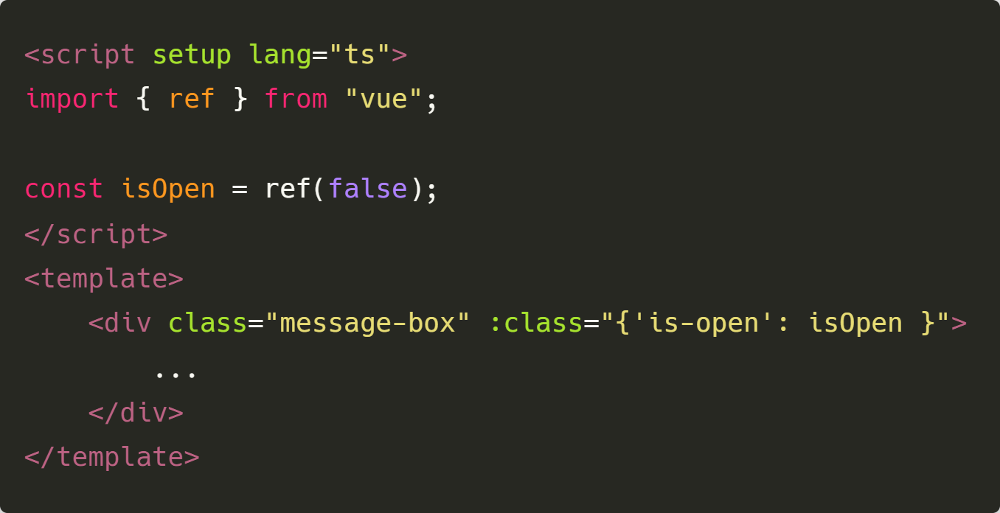 <script setup lang="ts">
import { ref } from "vue";

const isOpen = ref(false);
</script>
<template>
    <div class="message-box" :class="{'is-open': isOpen }">
        ...
    </div>
</template>